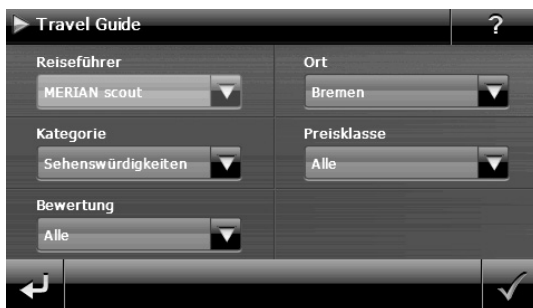 Travel Guide
?
Reiseführer
MERIAN scout
Ort
Bremen
Kategorie
Sehenswürdigkeiten
Preisklasse
Alle
Bewertung
Alle